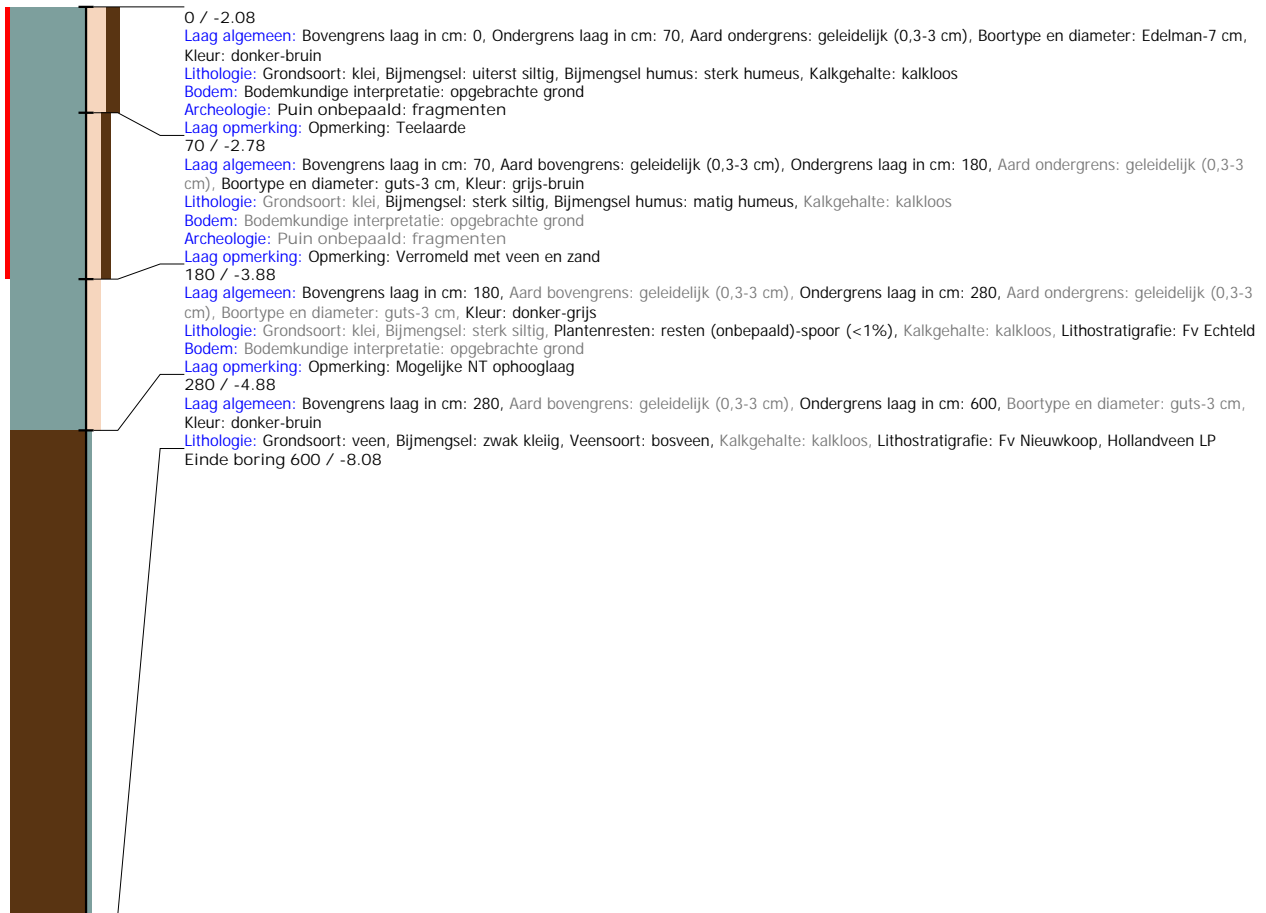 0 / -2.08
Laag algemeen: Bovengrens laag in cm: 0, Ondergrens laag in cm: 70, Aard ondergrens: geleidelijk (0,3-3 cm), Boortype en diameter: Edelman-7 cm,
Kleur: donker-bruin
Lithologie: Grondsoort: klei, Bijmengsel: uiterst siltig, Bijmengsel humus: sterk humeus, Kalkgehalte: kalkloos
Bodem: Bodemkundige interpretatie: opgebrachte grond
Archeologie: Puin onbepaald: fragmenten
Laag opmerking: Opmerking: Teelaarde
70 / -2.78
Laag algemeen: Bovengrens laag in cm: 70, Aard bovengrens: geleidelijk (0,3-3 cm), Ondergrens laag in cm: 180, Aard ondergrens: geleidelijk (0,3-3
cm), Boortype en diameter: guts-3 cm, Kleur: grijs-bruin
Lithologie: Grondsoort: klei, Bijmengsel: sterk siltig, Bijmengsel humus: matig humeus, Kalkgehalte: kalkloos
Bodem: Bodemkundige interpretatie: opgebrachte grond
Archeologie: Puin onbepaald: fragmenten
Laag opmerking: Opmerking: Verromeld met veen en zand
180 / -3.88
Laag algemeen: Bovengrens laag in cm: 180, Aard bovengrens: geleidelijk (0,3-3 cm), Ondergrens laag in cm: 280, Aard ondergrens: geleidelijk (0,3-3
cm), Boortype en diameter: guts-3 cm, Kleur: donker-grijs
Lithologie: Grondsoort: klei, Bijmengsel: sterk siltig, Plantenresten: resten (onbepaald)-spoor (<1%), Kalkgehalte: kalkloos, Lithostratigrafie: Fv Echteld
Bodem: Bodemkundige interpretatie: opgebrachte grond
Laag opmerking: Opmerking: Mogelijke NT ophooglaag
280 / -4.88
Laag algemeen: Bovengrens laag in cm: 280, Aard bovengrens: geleidelijk (0,3-3 cm), Ondergrens laag in cm: 600, Boortype en diameter: guts-3 cm,
Kleur: donker-bruin
Lithologie: Grondsoort: veen, Bijmengsel: zwak kleiig, Veensoort: bosveen, Kalkgehalte: kalkloos, Lithostratigrafie: Fv Nieuwkoop, Hollandveen LP
Einde boring 600 / -8.08